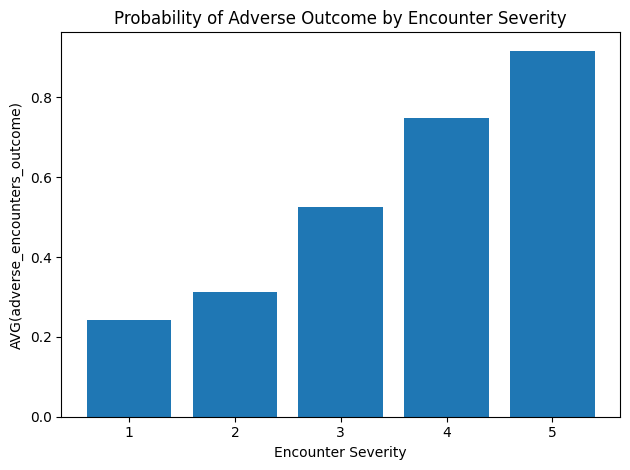 Probability of Adverse Outcome by Encounter Severity
AVG(adverse_encounters_outcome)
0.8
0.6
0.4
0.2
0.0
1 2 3 4 5
Encounter Severity